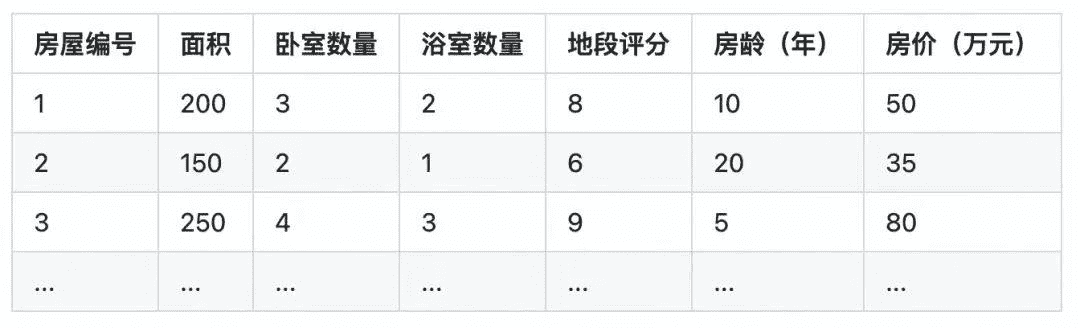 房屋编号 面积 卧室数量 浴室数量 地段评分 房龄（年） 房价（万元）
1 200 3 2 8 10 50
2 150 2 1 6 20 35
3 250 4 3 9 5 80
... ... ... ... ... ... ...